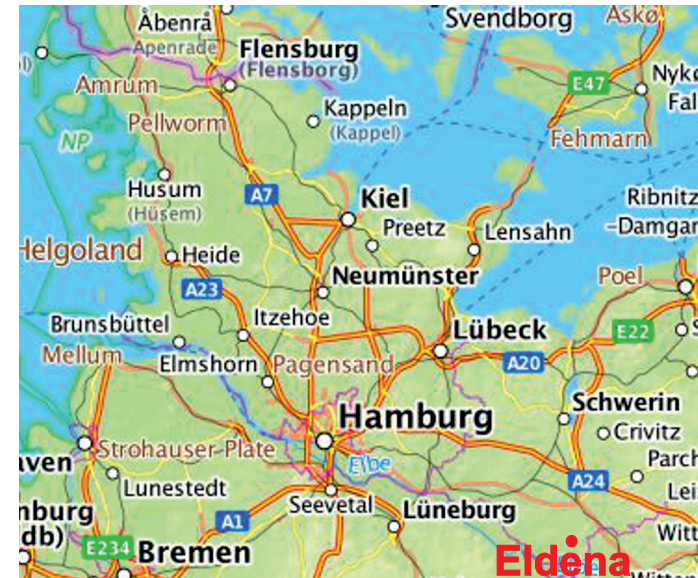 Svendborg
Askø
Åbenrå
Apenrade
Flensburg
(Flensborg)
Nykø
Fal
E47
Amrum
Kappeln
(Kappel)
Pellworm
Fehmarn
NP
Husum
(Hüsem)
A7
Kiel
Ribnitz
-Damgar
Preetz
Lensahn
Helgoland
Heide
Neumünster
Poel
A23
Itzehoe
Brunsbüttel
Lübeck
E22
Mellum
Elmshorn
Pagensand
A20
Schwerin
Hamburg
Crivitz
Strohauser Plate
Elbe
aven
Parch
Lunestedt
A24
Lei
Seevetal
Lüneburg
nburg
db)
A1
Witt
E234
Bremen
Eldena
Witter